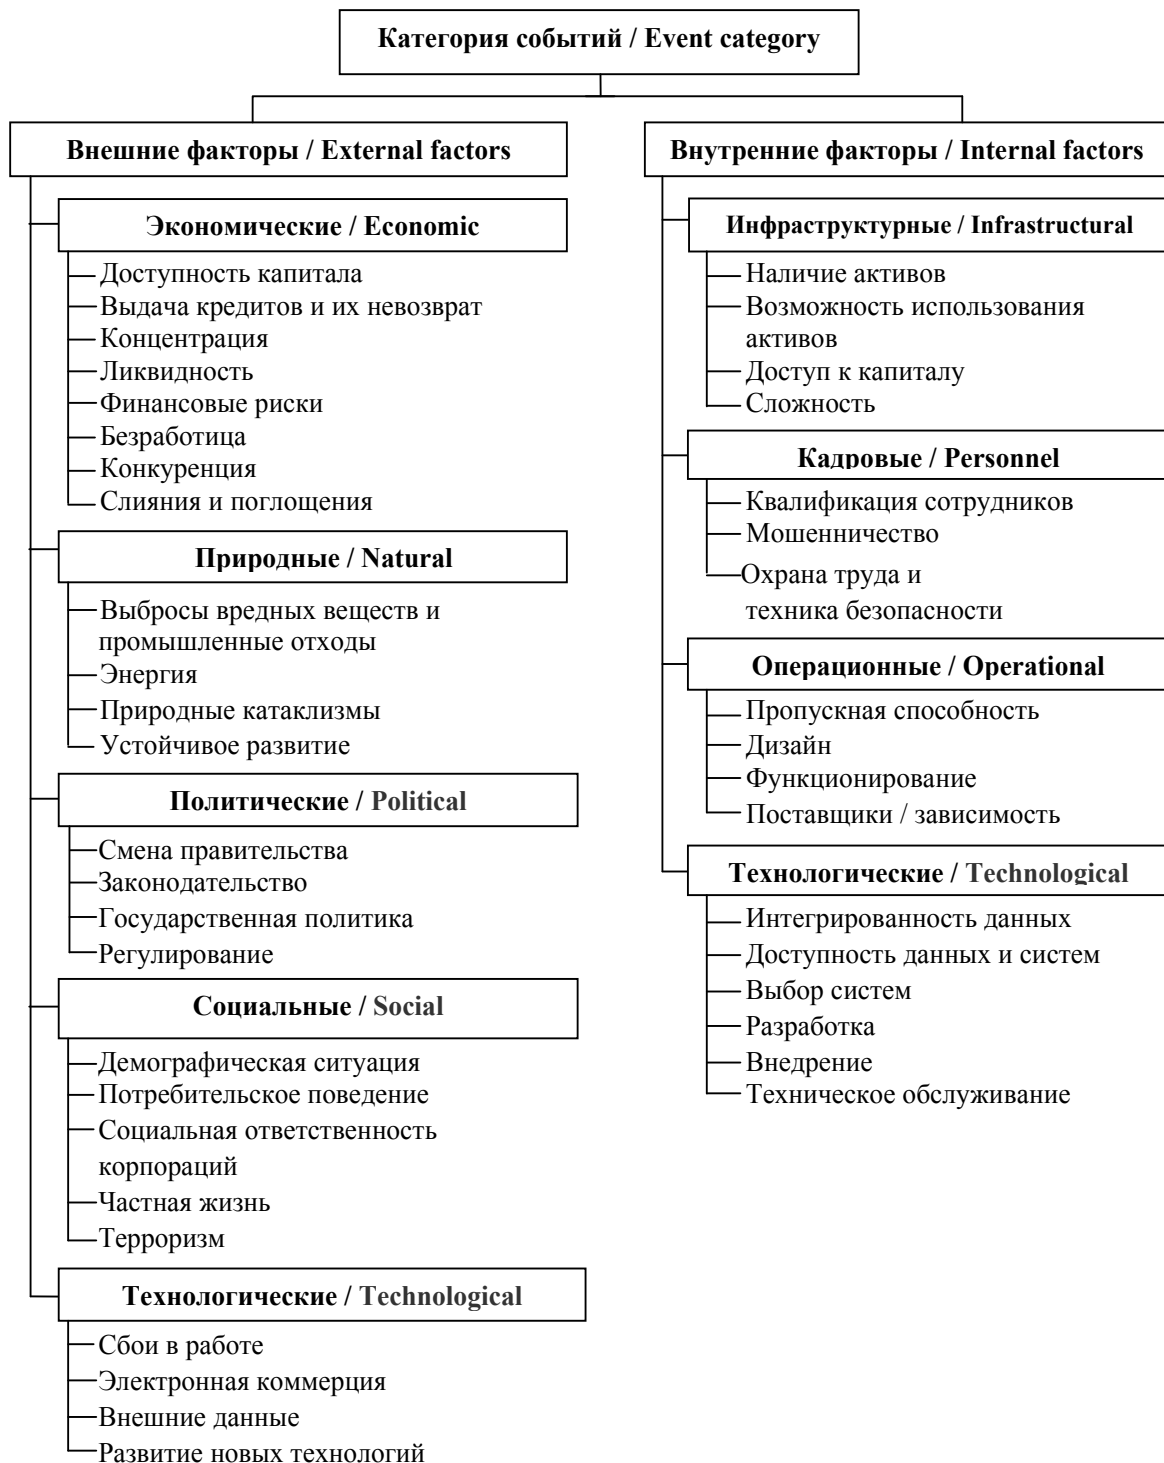 Категория событий / Event category
Внешние факторы / External factors
Экономические / Economic
Доступность капитала
Выдача кредитов и их невозврат
Концентрация
Ликвидность
Финансовые риски
Безработица
Конкуренция
Слияния и поглощения
Природные / Natural
Выбросы вредных веществ и
промышленные отходы
Энергия
Природные катаклизмы
Устойчивое развитие
Политические / Political
Смена правительства
Законодательство
Государственная политика
Регулирование
Социальные / Social
Демографическая ситуация
Потребительское поведение
Социальная ответственность
корпораций
Частная жизнь
Терроризм
Технологические / Technological
Сбои в работе
Электронная коммерция
Внешние данные
Развитие новых технологий
Внутренние факторы / Internal factors
Инфраструктурные / Infrastructural
Наличие активов
Возможность использования
активов
Доступ к капиталу
Сложность
Кадровые / Personnel
Квалификация сотрудников
Мошенничество
Охрана труда и
техника безопасности
Операционные / Operational
Пропускная способность
Дизайн
Функционирование
Поставщики / зависимость
Технологические / Technological
Интегрированность данных
Доступность данных и систем
Выбор систем
Разработка
Внедрение
Техническое обслуживание